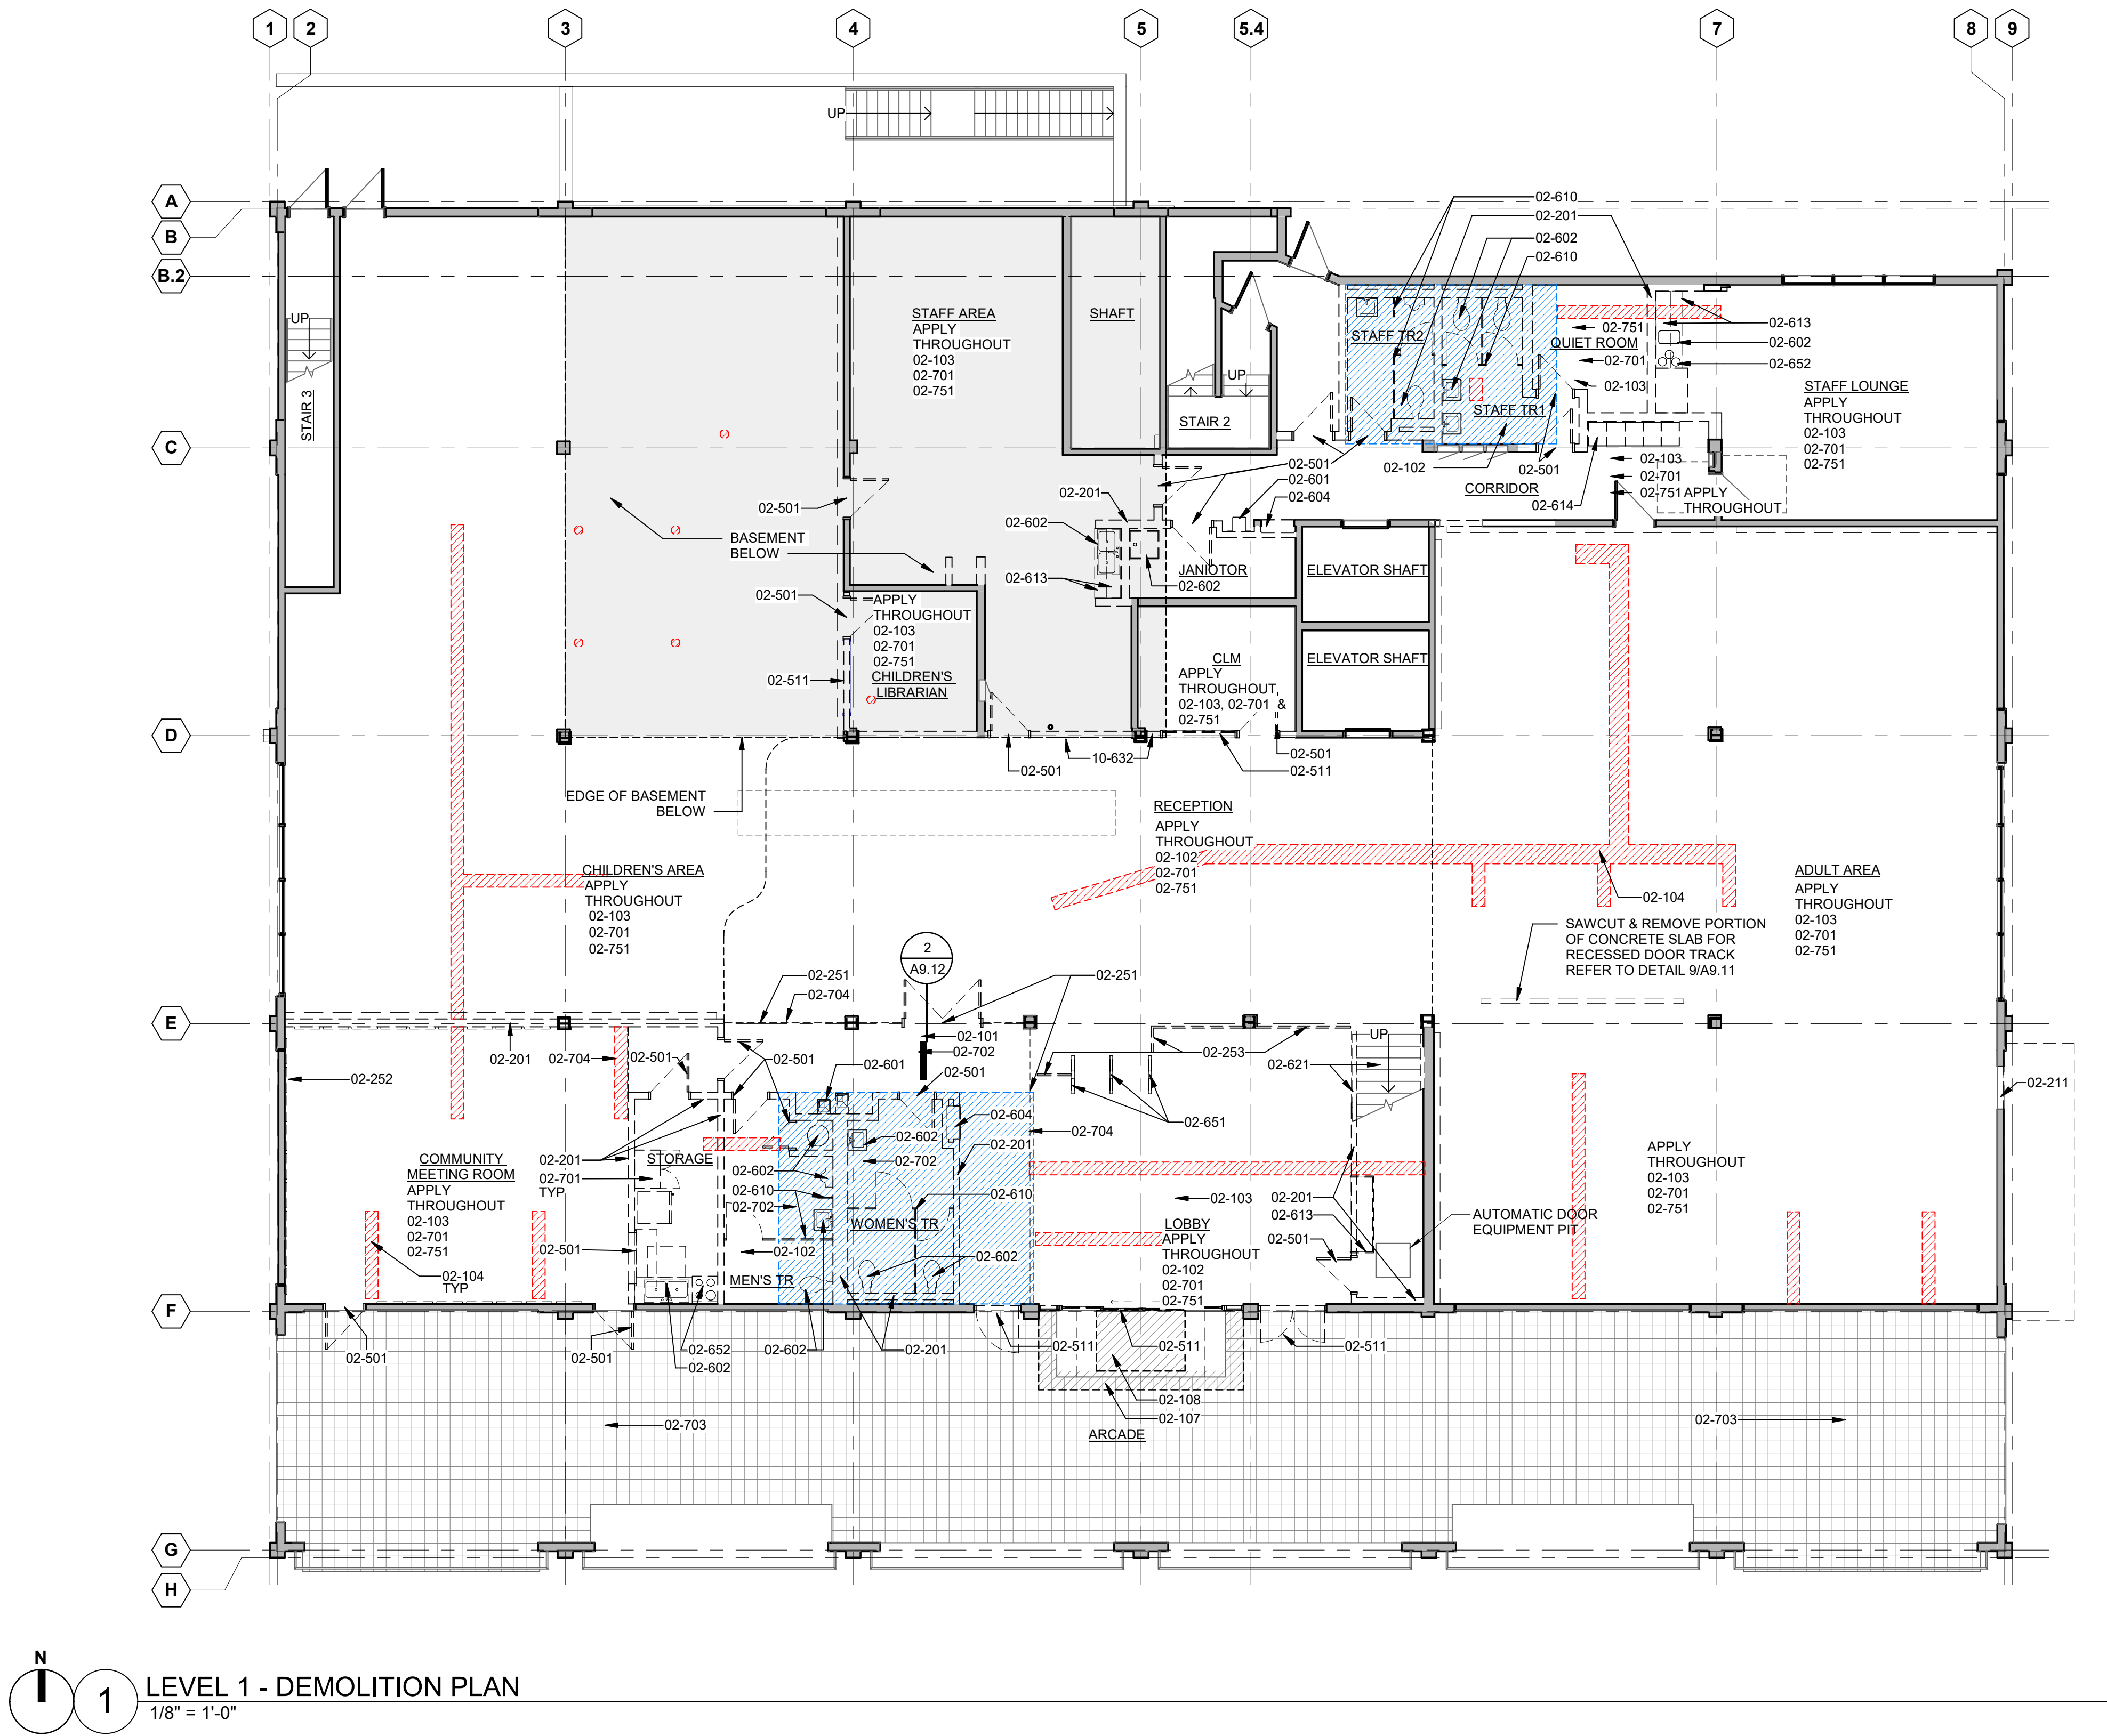 1
2
3
4
5
5.4
7
8
9
UP
A
B
B.2
C
D
E
F
G
H
02-610
02-201
02-602
02-610
STAFF AREA
APPLY
THROUGHOUT
02-103
02-701
02-751
SHAFT
UP
STAIR 3
UP
STAIR 2
STAFF TR2
STAFF TR1
02-751
QUIET ROOM
02-701
02-103
02-613
02-602
02-652
STAFF LOUNGE
APPLY
THROUGHOUT
02-103
02-701
02-751
02-501
02-601
02-604
02-102
02-501
02-103
02-701
02-751 APPLY
THROUGHOUT
CORRIDOR
02-614
02-501
02-201
02-602
BASEMENT
BELOW
02-613
JANIOTOR
02-602
ELEVATOR SHAFT
02-501
APPLY
THROUGHOUT
02-103
02-701
02-751
CHILDREN'S
LIBRARIAN
02-511
CLM
APPLY
THROUGHOUT,
02-103, 02-701 &
02-751
ELEVATOR SHAFT
02-501
10-632
02-501
02-511
EDGE OF BASEMENT
BELOW
RECEPTION
APPLY
THROUGHOUT
02-102
02-701
02-751
CHILDREN'S AREA
APPLY
THROUGHOUT
02-103
02-701
02-751
ADULT AREA
APPLY
THROUGHOUT
02-103
02-701
02-751
02-104
SAWCUT & REMOVE PORTION
OF CONCRETE SLAB FOR
RECESSED DOOR TRACK
REFER TO DETAIL 9/A9.11
2
A9.12
02-251
02-704
02-251
02-101
02-702
02-501
02-201
02-704
02-501
02-501
02-601
02-253
UP
02-621
02-252
02-211
02-651
02-604
02-704
02-602
02-201
02-702
COMMUNITY
MEETING ROOM
APPLY
THROUGHOUT
02-103
02-701
02-751
02-201
02-701
TYP
STORAGE
02-602
02-610
02-702
02-610
WOMEN'S TR
02-103
02-201
02-613
02-501
LOBBY
APPLY
THROUGHOUT
02-102
02-701
02-751
AUTOMATIC DOOR
EQUIPMENT PIT
APPLY
THROUGHOUT
02-103
02-701
02-751
02-501
02-102
02-602
MEN'S TR
02-104
TYP
02-501
02-501
02-652
02-602
02-602
02-201
02-511
02-511
02-511
02-108
02-107
02-703
02-703
ARCADE
N
1
LEVEL 1 - DEMOLITION PLAN
1/8" = 1'-0"